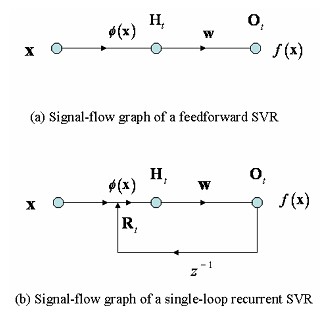 H_t O_t
ϕ(x) w
x f(x)
(a) Signal-flow graph of a feedforward SVR
ϕ(x) H_t w O_t
x f(x)
R_t
z^{-1}
(b) Signal-flow graph of a single-loop recurrent SVR